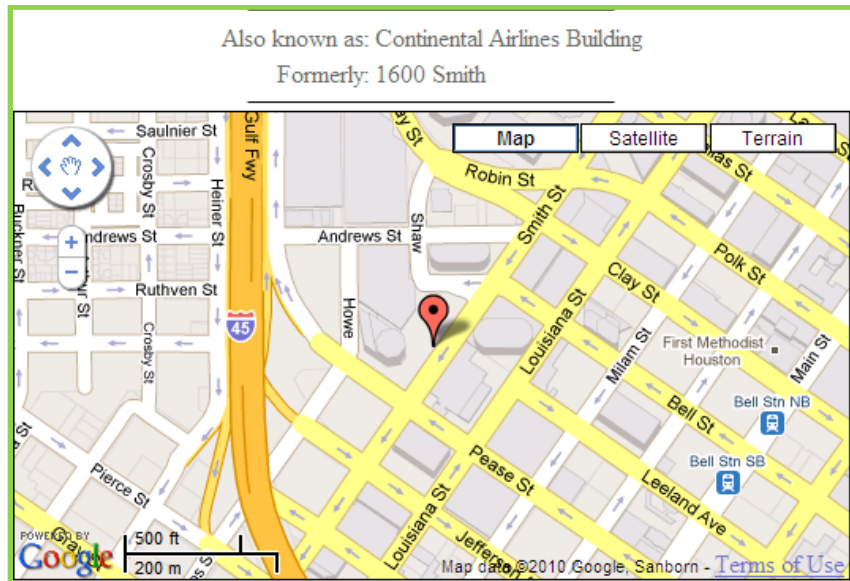 Also known as: Continental Airlines Building
Formerly: 1600 Smith
Map
Satellite
Terrain
Saulnier St
Gulf Fwy
Crosby St
Heiner St
Robin St
Shaw
Smith St
Andrews St
Polk St
Buckner St
ndrews St
Clay St
Ruthven St
Howe
45
Louisiana St
Milam St
First Methodist
Houston
Main St
Crosby St
Bell St
Bell Stn NB
Bell Stn SB
Pease St
Leeland Ave
Pierce St
Louisiana St
POWERED BY
Google
500 ft
200 m
Map data ©2010 Google, Sanborn - Terms of Use